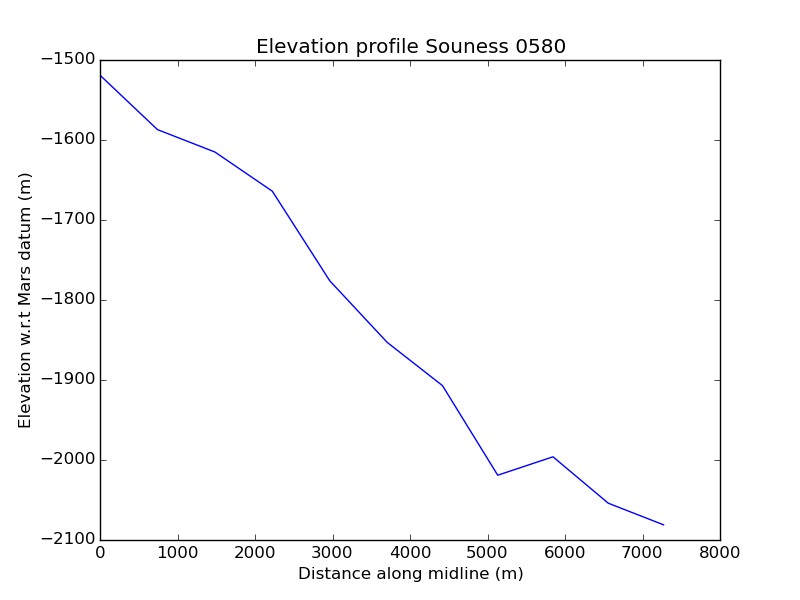 Elevation profile Souness 0580
−1500
−1600
−1700
−1800
−1900
−2000
−2100
Elevation w.r.t Mars datum (m)
0 1000 2000 3000 4000 5000 6000 7000 8000
Distance along midline (m)